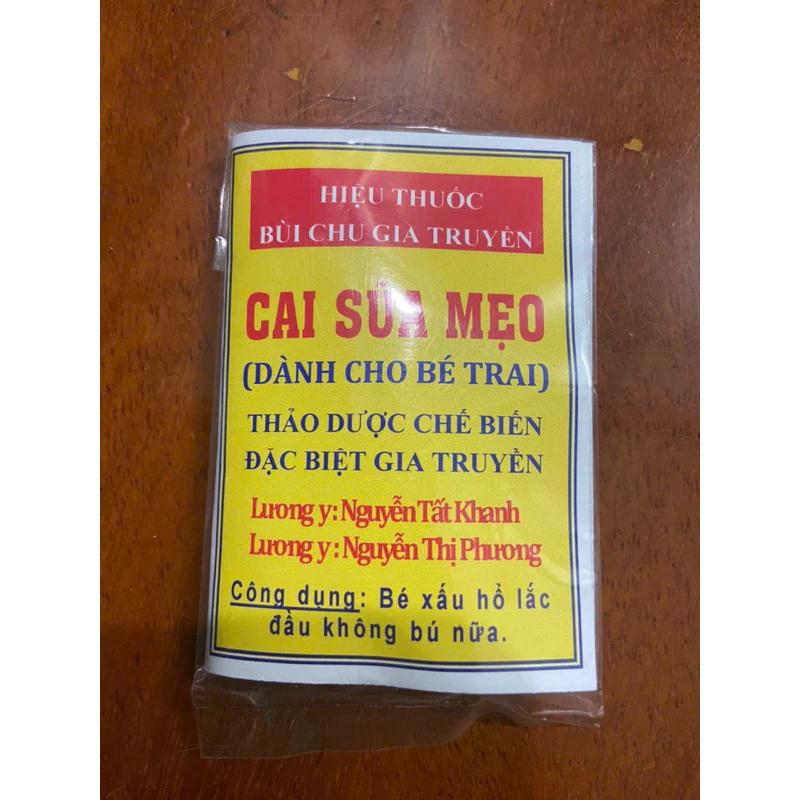 HIỆU THUỐC
BÙI CHU GIA TRUYỀN
CAI SỮA MẸO
(DÀNH CHO BÉ TRAI)
THẢO DƯỢC CHẾ BIẾN
ĐẶC BIỆT GIA TRUYỀN
Lương y: Nguyễn Tất Khanh
Lương y: Nguyễn Thị Phương
Công dụng: Bé xấu hổ lắc
đầu không bú nữa.